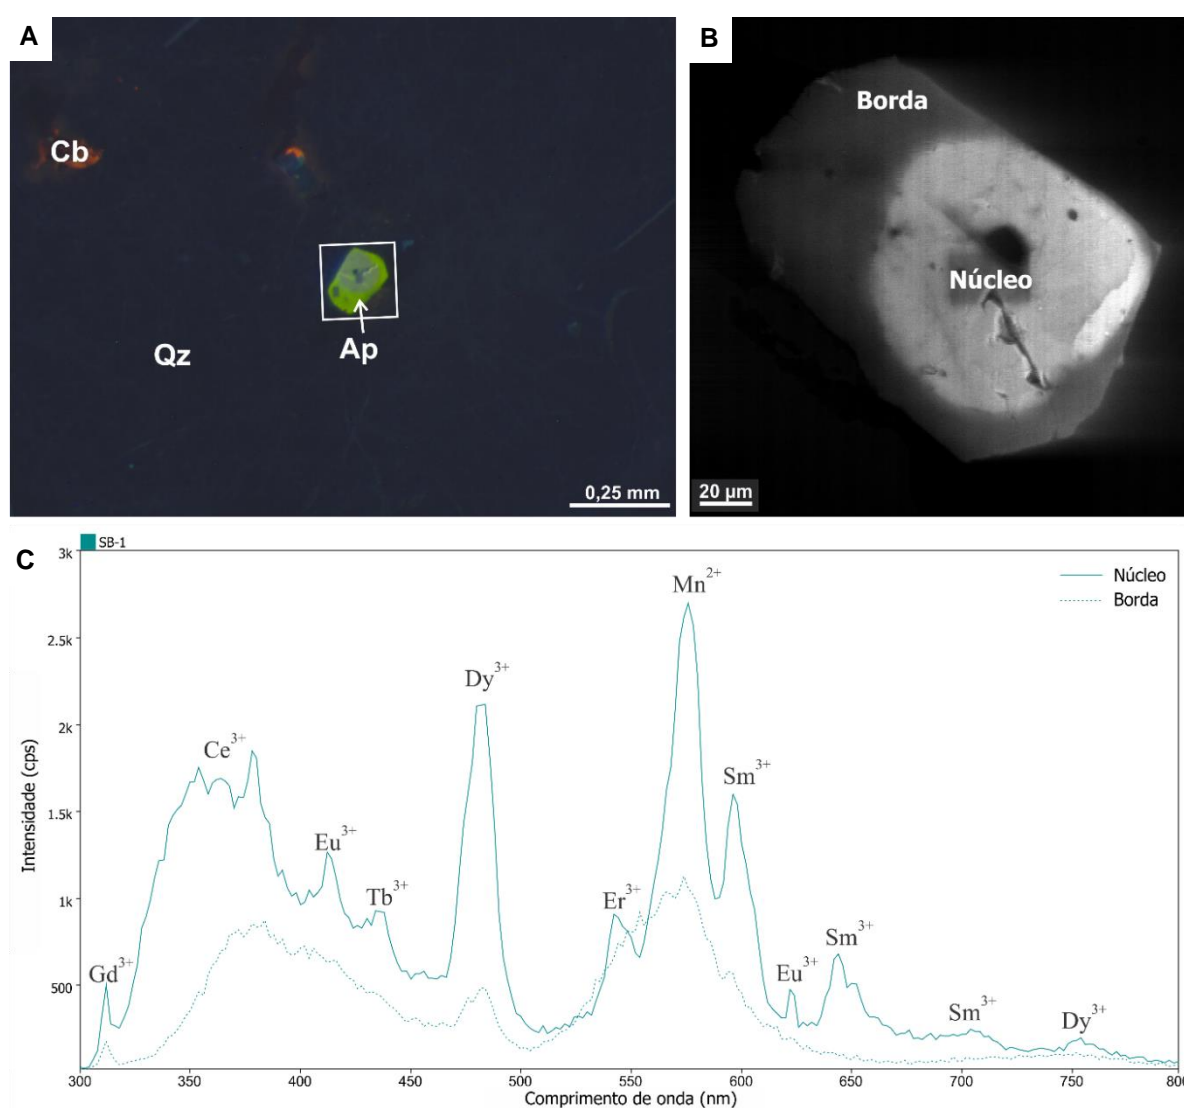 A
Cb
Qz
Ap
0,25 mm
B
Borda
Núcleo
20 µm
C
SB-1
Núcleo
Borda
Intensidade (cps)
3k
2.5k
2k
1.5k
1k
500
Gd³⁺
Ce³⁺
Eu³⁺
Tb³⁺
Dy³⁺
Er³⁺
Mn²⁺
Sm³⁺
Eu³⁺
Sm³⁺
Sm³⁺
Dy³⁺
300 350 400 450 500 550 600 650 700 750 800
Comprimento de onda (nm)